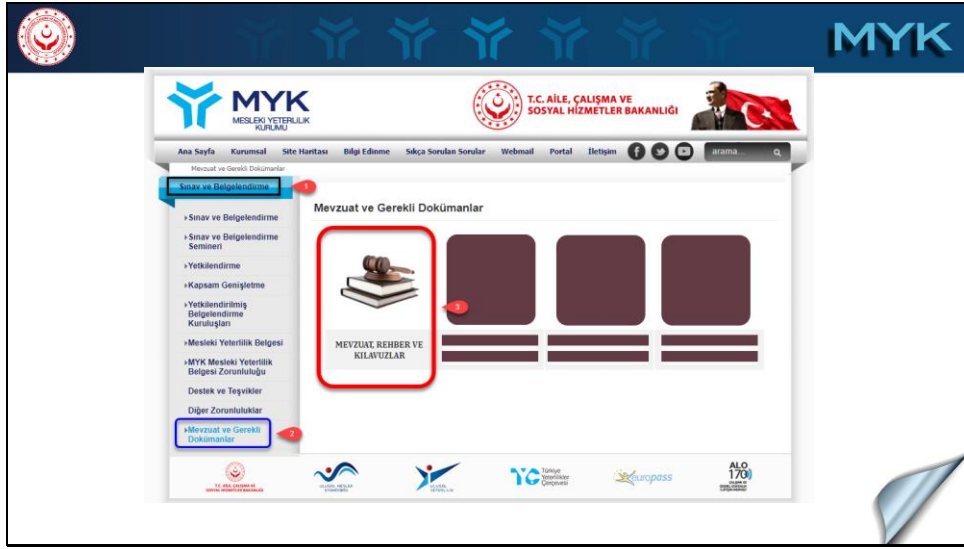 MYK
MYK
MESLEKİ YETERLİLİK
KURUMU
T.C. AİLE, ÇALIŞMA VE
SOSYAL HİZMETLER BAKANLIĞI
Ana Sayfa Kurumsal Site Haritası Bilgi Edinme Sıkça Sorulan Sorular Webmail Portal İletişim arama...
Mevzuat ve Gerekli Dokümanlar
Sınav ve Belgelendirme 1
Mevzuat ve Gerekli Dokümanlar
Sınav ve Belgelendirme
Sınav ve Belgelendirme
Semineri
Yetkilendirme
Kapsam Genişletme
Yetkilendirilmiş
Belgelendirme
Kuruluşları
Mesleki Yeterlilik Belgesi
MYK Mesleki Yeterlilik
Belgesi Zorunluluğu
Destek ve Teşvikler
Diğer Zorunluluklar
Mevzuat ve Gerekli
Dokümanlar
2
3
MEVZUAT, REHBER VE
KILAVUZLAR
Türkiye
Yeterlilikler
Çerçevesi
europass
ALO
170